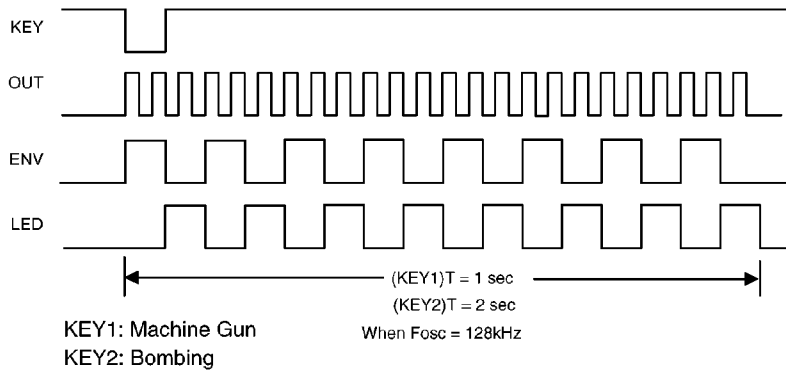 KEY
OUT
ENV
LED
(KEY1)T = 1 sec
(KEY2)T = 2 sec
When Fosc = 128kHz
KEY1: Machine Gun
KEY2: Bombing